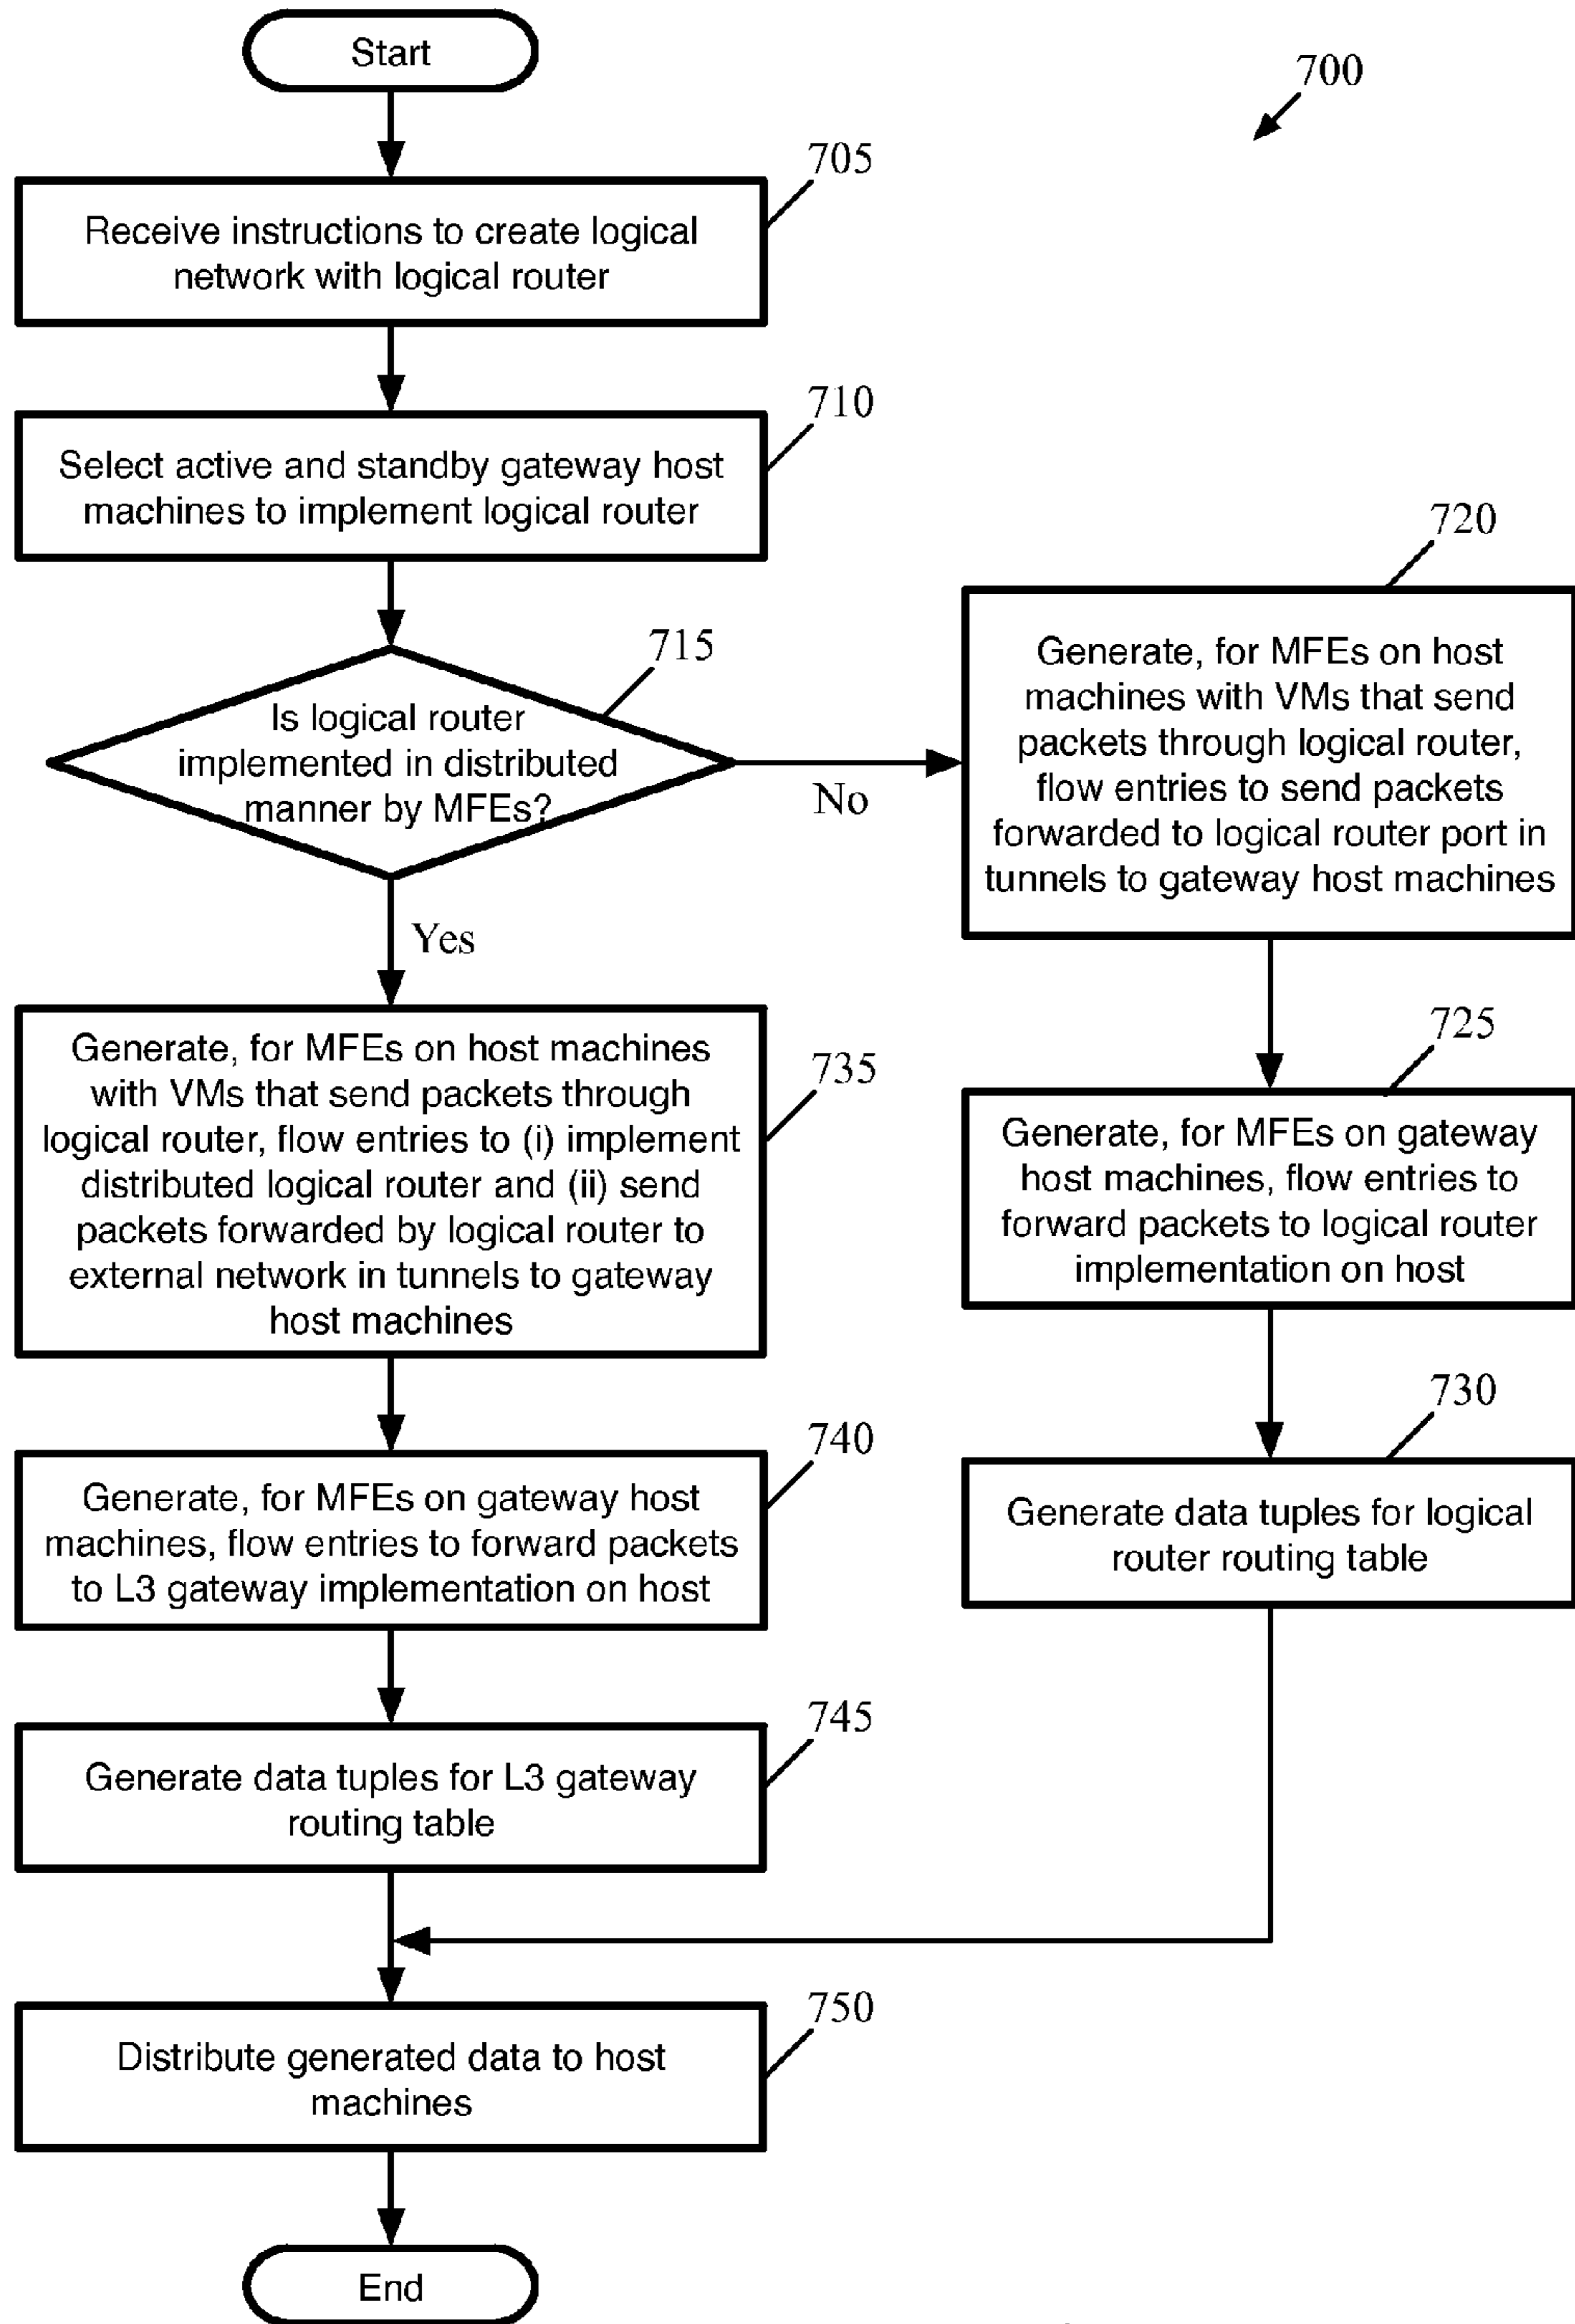 Start
700
705
Receive instructions to create logical
network with logical router
710
Select active and standby gateway host
machines to implement logical router
715
Is logical router
implemented in distributed
manner by MFEs?
No
Yes
720
Generate, for MFEs on host
machines with VMs that send
packets through logical router,
flow entries to send packets
forwarded to logical router port in
tunnels to gateway host machines
725
Generate, for MFEs on gateway
host machines, flow entries to
forward packets to logical router
implementation on host
730
Generate data tuples for logical
router routing table
735
Generate, for MFEs on host machines
with VMs that send packets through
logical router, flow entries to (i) implement
distributed logical router and (ii) send
packets forwarded by logical router to
external network in tunnels to gateway
host machines
740
Generate, for MFEs on gateway host
machines, flow entries to forward packets
to L3 gateway implementation on host
745
Generate data tuples for L3 gateway
routing table
750
Distribute generated data to host
machines
End